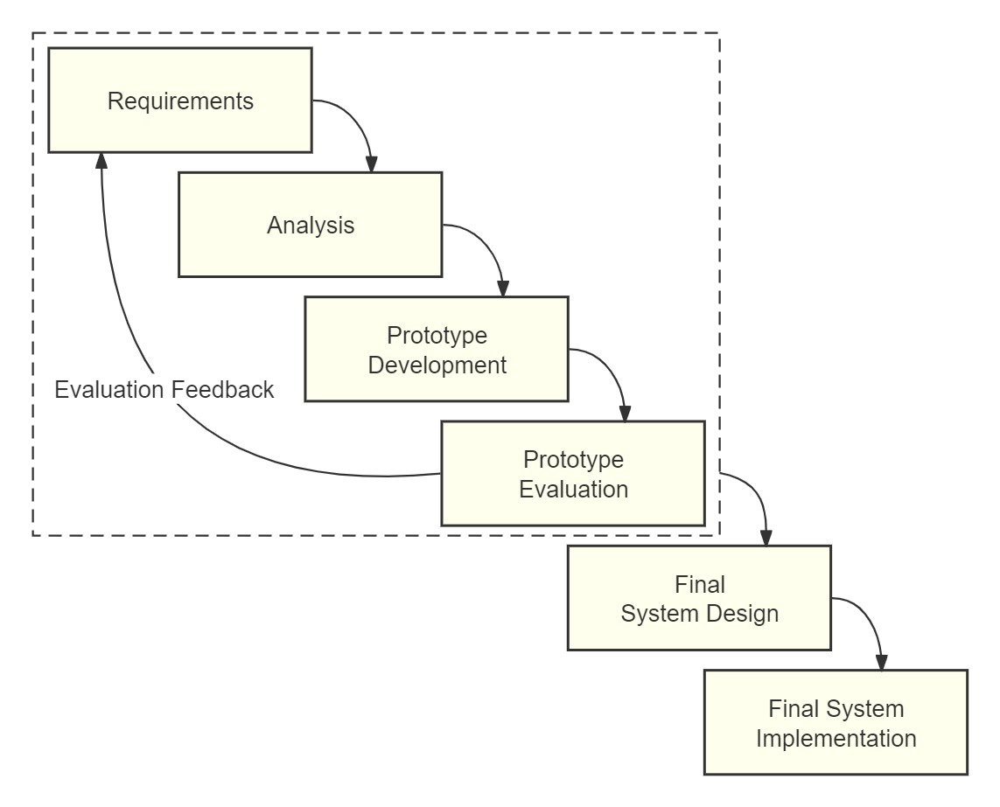 Requirements
Analysis
Prototype
Development
Evaluation Feedback
Prototype
Evaluation
Final
System Design
Final System
Implementation